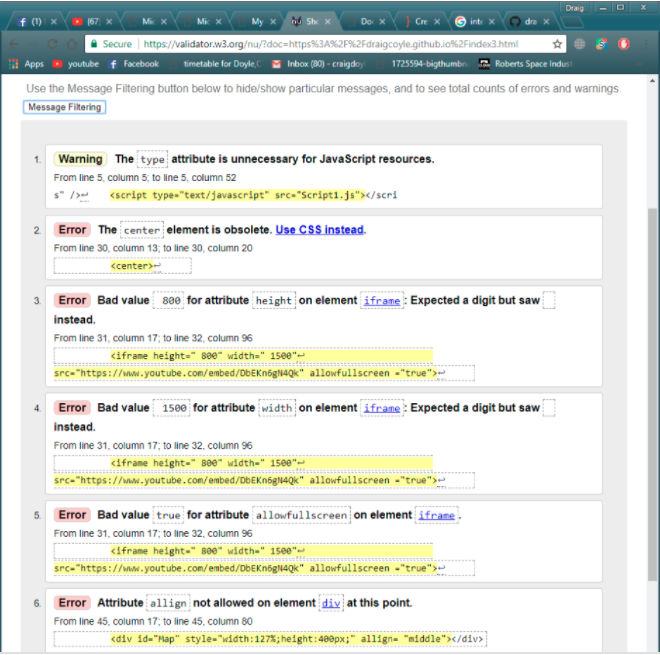 Draig
(1) (67) Mic Mic My Sho Doc Cre inte dra
Secure https://validator.w3.org/nu/?doc=https%3A%2F%2Fdraigcoyle.github.io%2Findex3.html
Apps youtube Facebook timetable for Doyle,C Inbox (80) - craigdoy 1725594-bigthumbn Roberts Space Indust
Use the Message Filtering button below to hide/show particular messages, and to see total counts of errors and warnings.
Message Filtering
1. Warning The type attribute is unnecessary for JavaScript resources.
From line 5, column 5; to line 5, column 52
s" />↩ <script type="text/javascript" src="Script1.js"></scri
2. Error The center element is obsolete. Use CSS instead.
From line 30, column 13; to line 30, column 20
<center>↩
3. Error Bad value 800 for attribute height on element iframe: Expected a digit but saw
instead.
From line 31, column 17; to line 32, column 96
<iframe height=" 800" width=" 1500"↩
src="https://www.youtube.com/embed/DbEKn6gN4Qk" allowfullscreen ="true">↩
4. Error Bad value 1500 for attribute width on element iframe: Expected a digit but saw
instead.
From line 31, column 17; to line 32, column 96
<iframe height=" 800" width=" 1500"↩
src="https://www.youtube.com/embed/DbEKn6gN4Qk" allowfullscreen ="true">↩
5. Error Bad value true for attribute allowfullscreen on element iframe.
From line 31, column 17; to line 32, column 96
<iframe height=" 800" width=" 1500"↩
src="https://www.youtube.com/embed/DbEKn6gN4Qk" allowfullscreen ="true">↩
6. Error Attribute allign not allowed on element div at this point.
From line 45, column 17; to line 45, column 80
<div id="Map" style="width:127%;height:400px;" allign= "middle"></div>